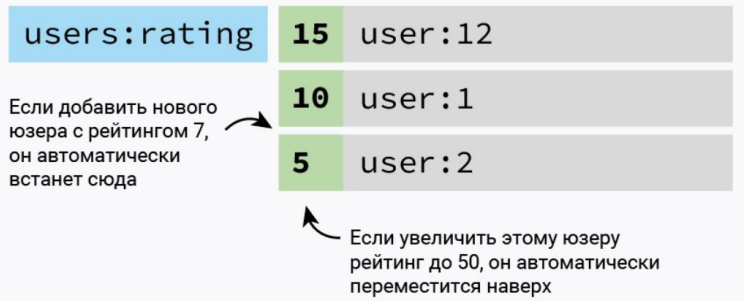 users:rating 15 user:12
10 user:1
5 user:2
Если добавить нового
юзера с рейтингом 7,
он автоматически
встанет сюда
Если увеличить этому юзеру
рейтинг до 50, он автоматически
переместится наверх